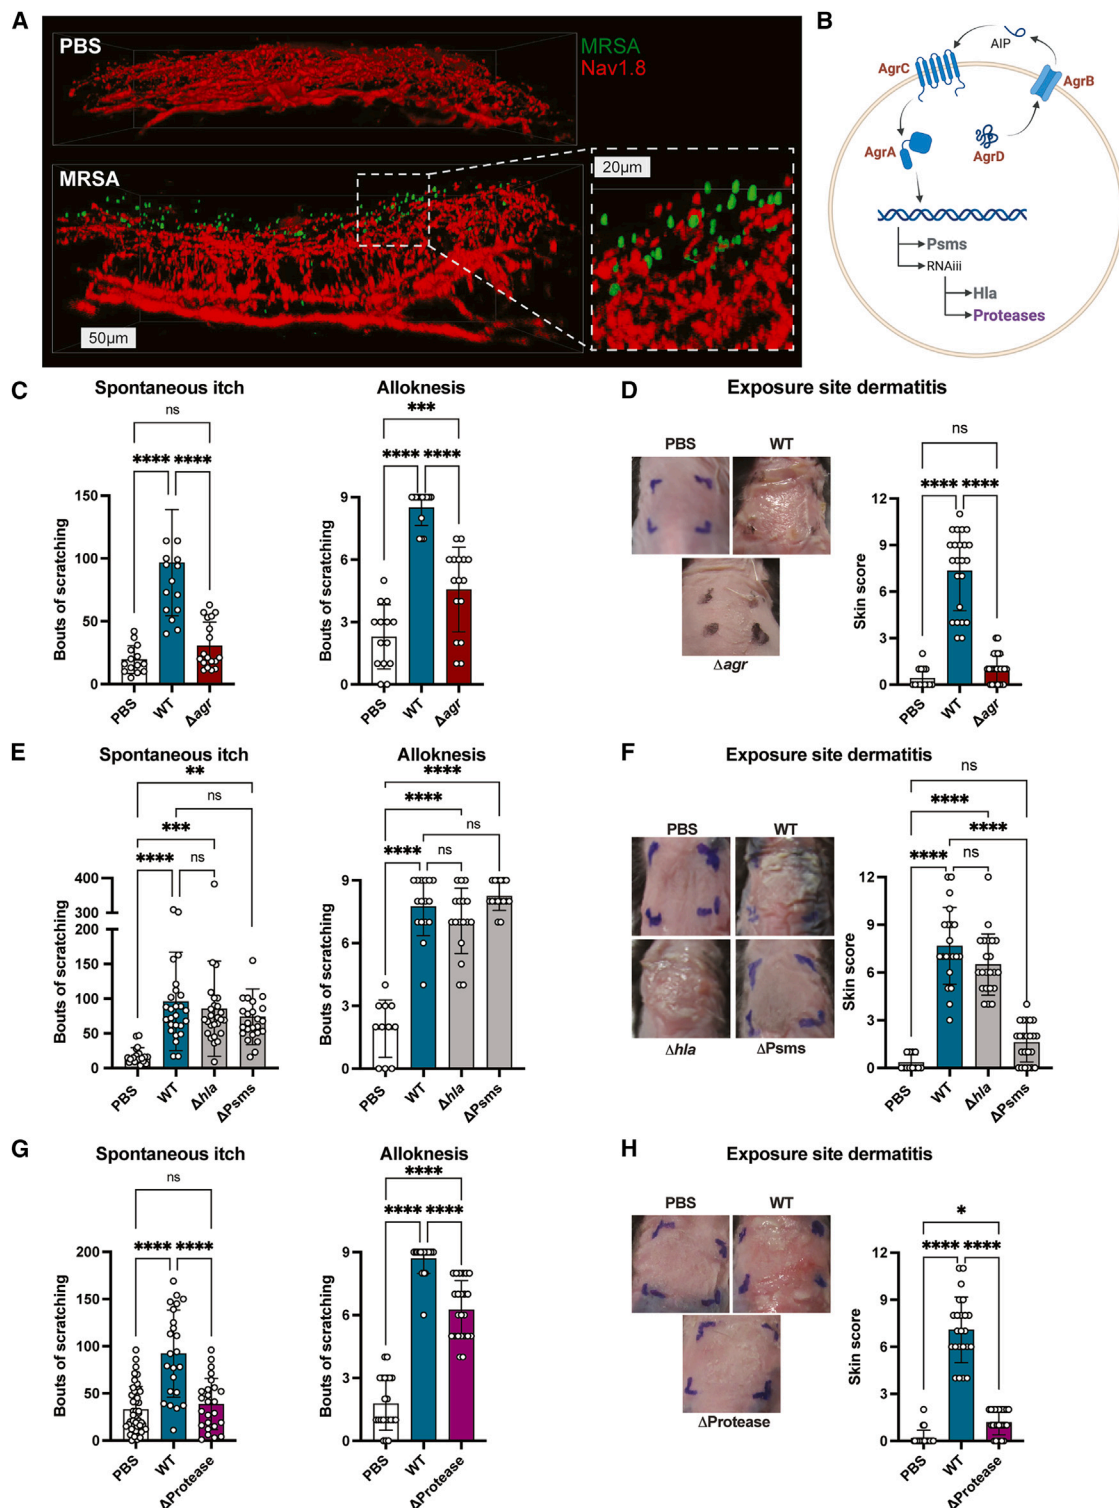 A
PBS
MRSA
Nav1.8
MRSA
20μm
50μm
B
AIP
AgrC
AgrB
AgrA
AgrD
Psms
RNAiii
Hla
Proteases
C
Spontaneous itch
ns
**** ****
Bouts of scratching
150
100
50
0
PBS
WT
Δagr
Alloknesis
***
**** ****
Bouts of scratching
9
6
3
0
PBS
WT
Δagr
D
Exposure site dermatitis
PBS
WT
Δagr
ns
**** ****
Skin score
12
9
6
3
0
PBS
WT
Δagr
E
Spontaneous itch
**
ns
***
**** ns
Bouts of scratching
400
300
200
150
100
50
0
PBS
WT
Δhla
ΔPsms
Alloknesis
****
****
ns
**** ns
Bouts of scratching
9
6
3
0
PBS
WT
Δhla
ΔPsms
F
Exposure site dermatitis
PBS
WT
Δhla
ΔPsms
ns
****
****
**** ns
Skin score
12
9
6
3
0
PBS
WT
Δhla
ΔPsms
G
Spontaneous itch
ns
**** ****
Bouts of scratching
200
150
100
50
0
PBS
WT
ΔProtease
Alloknesis
****
**** ****
Bouts of scratching
9
6
3
0
PBS
WT
ΔProtease
H
Exposure site dermatitis
PBS
WT
ΔProtease
*
**** ****
Skin score
12
9
6
3
0
PBS
WT
ΔProtease